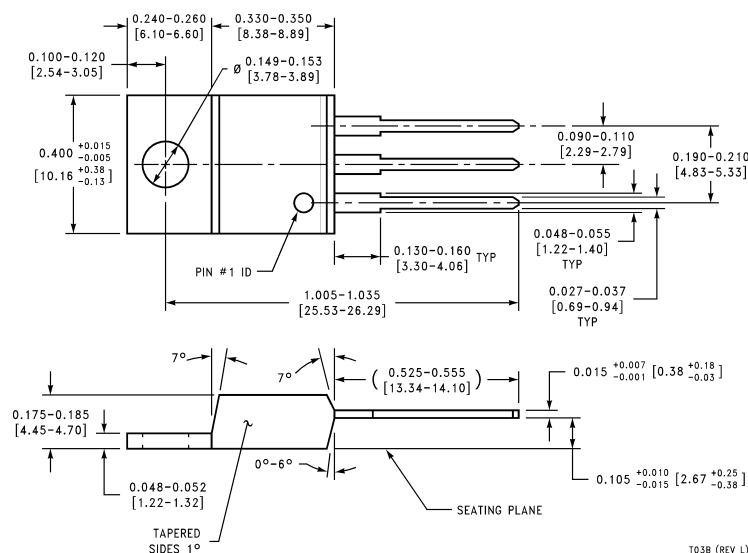 0.240-0.260
[6.10-6.60]
0.330-0.350
[8.38-8.89]
0.100-0.120
[2.54-3.05]
Ø 0.149-0.153
[3.78-3.89]
0.400 +0.015 -0.005
[10.16 +0.38 -0.13]
0.090-0.110
[2.29-2.79]
0.190-0.210
[4.83-5.33]
0.048-0.055
[1.22-1.40]
TYP
0.130-0.160 TYP
[3.30-4.06]
PIN #1 ID
0.027-0.037
[0.69-0.94]
TYP
1.005-1.035
[25.53-26.29]
7°
7°
(0.525-0.555)
[13.34-14.10]
0.015 +0.007 -0.001 [0.38 +0.18 -0.03]
0.175-0.185
[4.45-4.70]
0°-6°
0.105 +0.010 -0.015 [2.67 +0.25 -0.38]
0.048-0.052
[1.22-1.32]
SEATING PLANE
TAPERED
SIDES 1°
T03B (REV L)